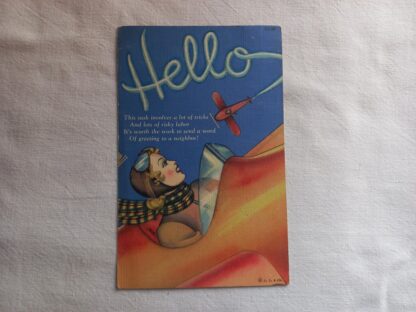 Hello
This task involves a lot of tricks
And lots of risky labor
It's worth the work to send a word
Of greeting to a neighbor!